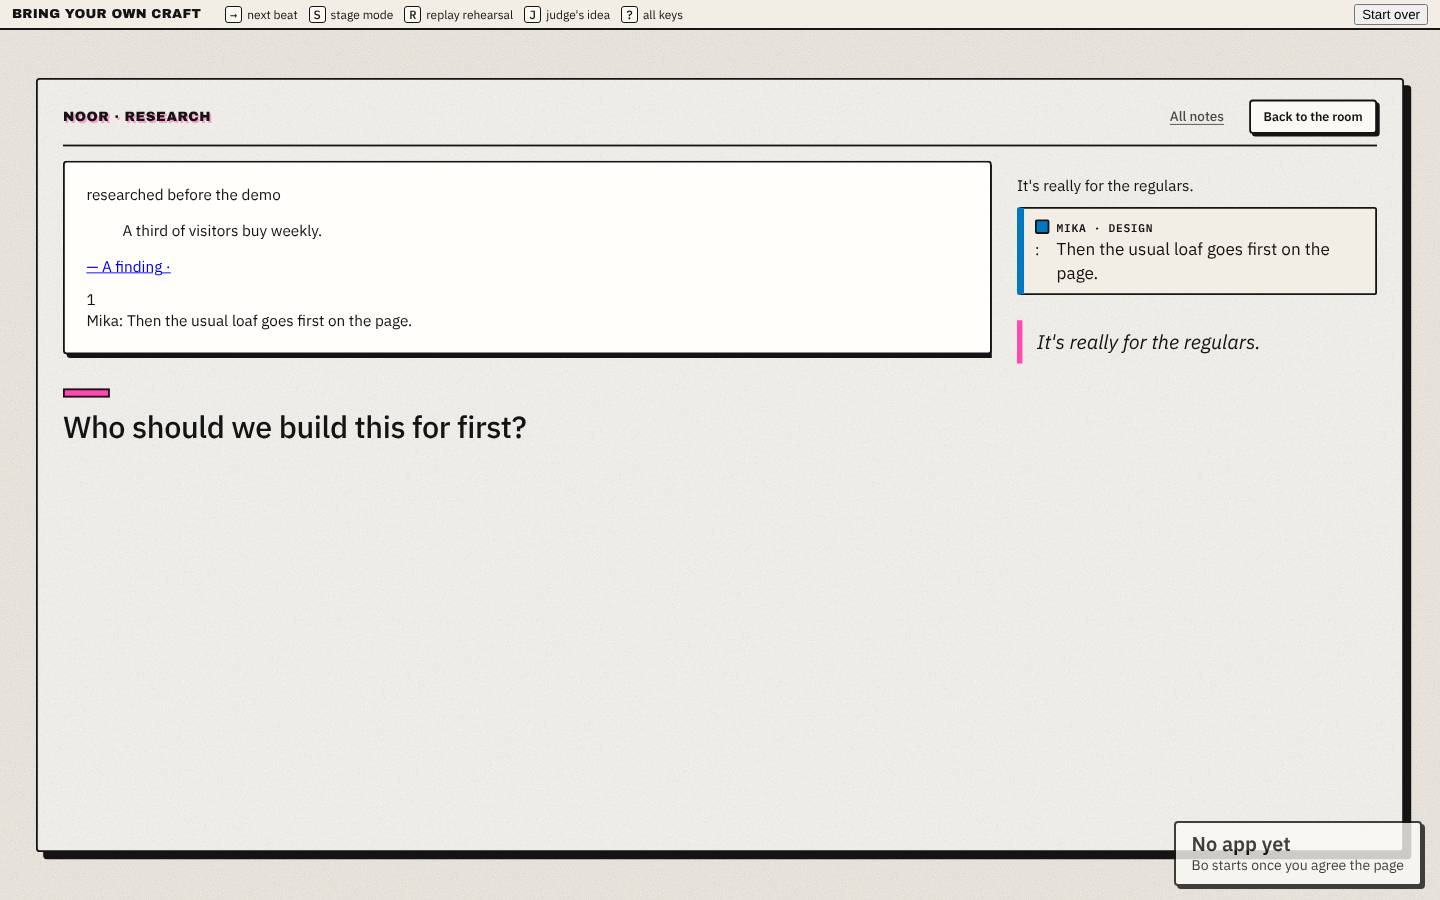 BRING YOUR OWN CRAFT → next beat S stage mode R replay rehearsal J judge's idea ? all keys Start over
NOOR · RESEARCH
All notes
Back to the room
researched before the demo
A third of visitors buy weekly.
— A finding ·
1
Mika: Then the usual loaf goes first on the page.
It's really for the regulars.
MIKA · DESIGN
: Then the usual loaf goes first on the
page.
It's really for the regulars.
Who should we build this for first?
No app yet
Bo starts once you agree the page